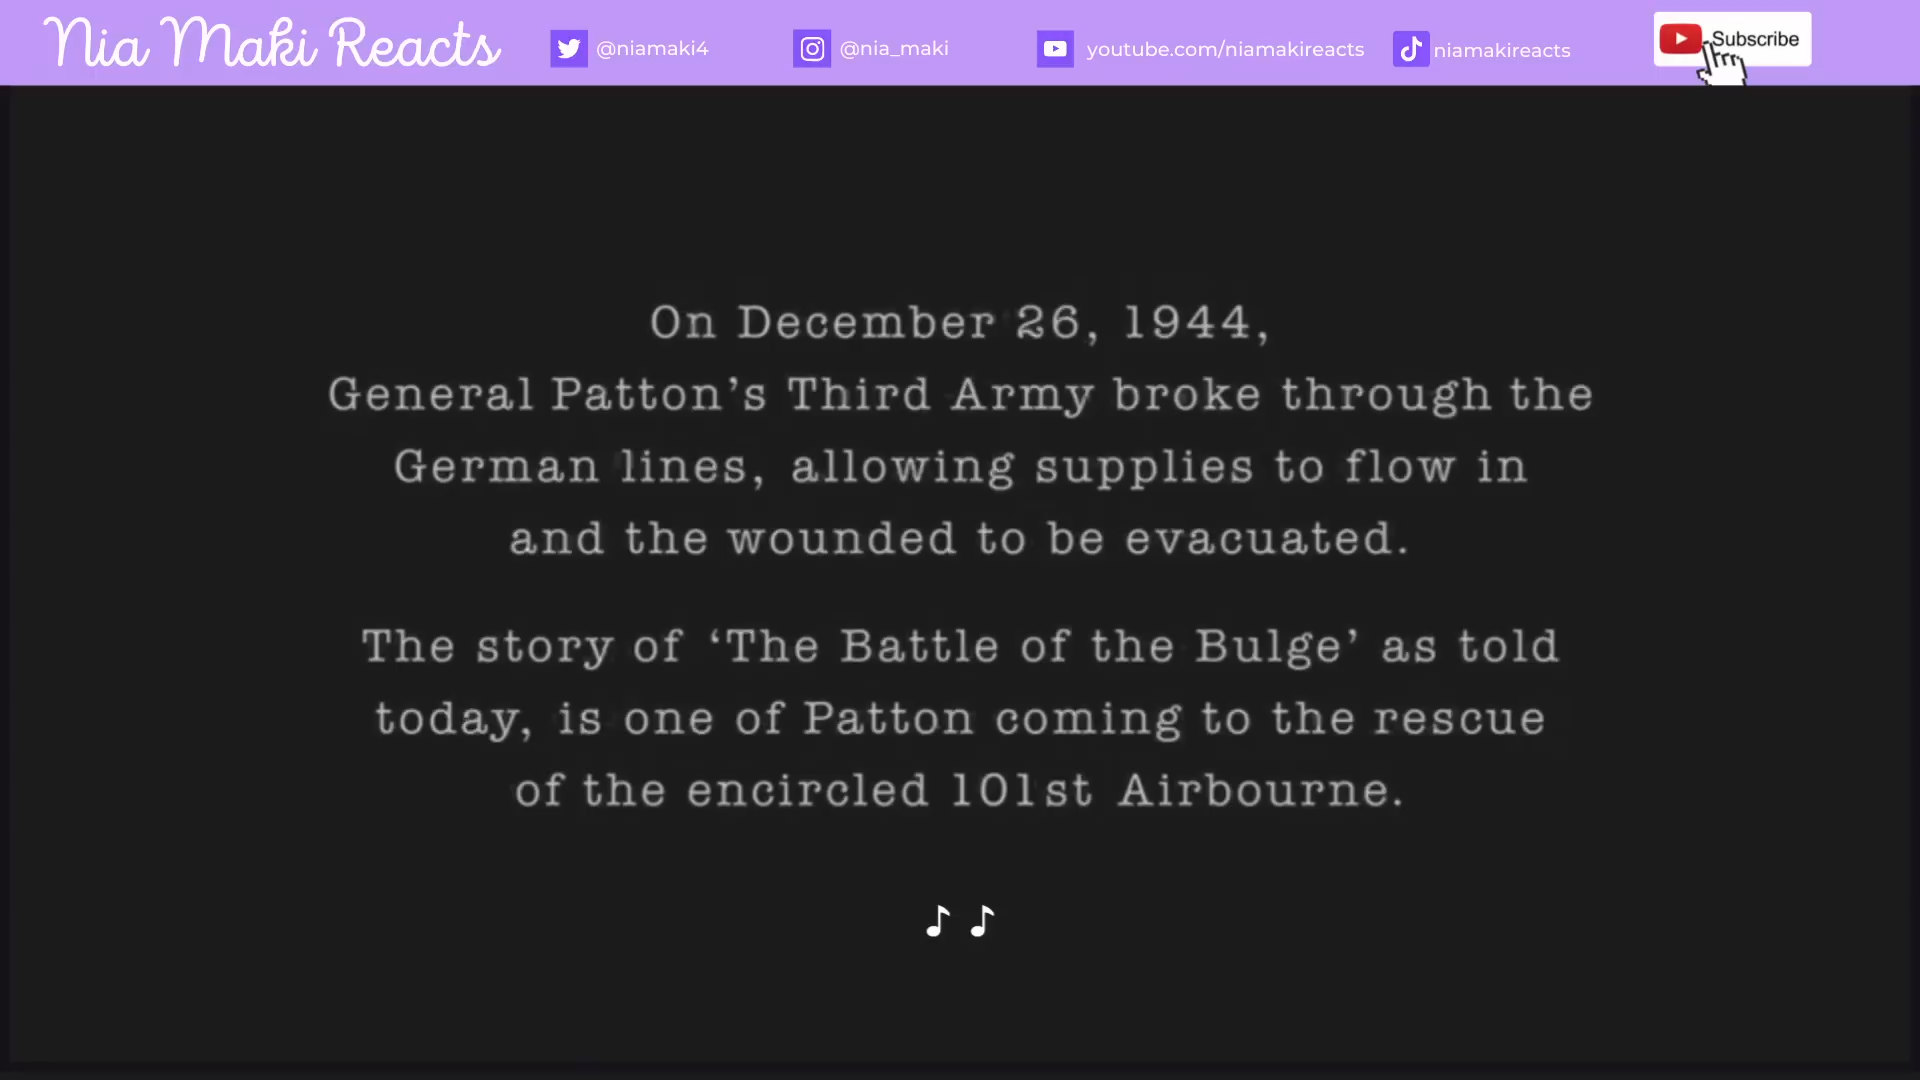 Nia Maki Reacts
@niamaki4
@nia_maki
youtube.com/niamakireacts
niamakireacts
Subscribe
On December 26, 1944,
General Patton’s Third Army broke through the
German lines, allowing supplies to flow in
and the wounded to be evacuated.
The story of ‘The Battle of the Bulge’ as told
today, is one of Patton coming to the rescue
of the encircled 101st Airbourne.
♪ ♪